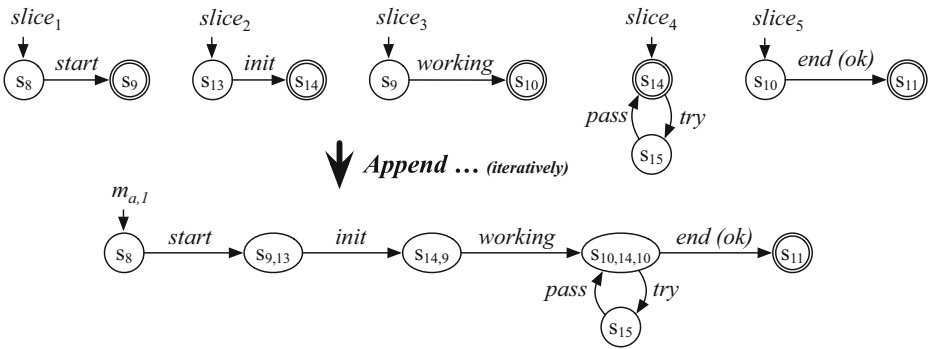 slice1 slice2 slice3 slice4 slice5
s8 start s9 s13 init s14 s9 working s10 s14 s10 end (ok) s11
pass try
s15
Append … (iteratively)
ma,1
s8 start s9,13 init s14,9 working s10,14,10 end (ok) s11
pass try
s15